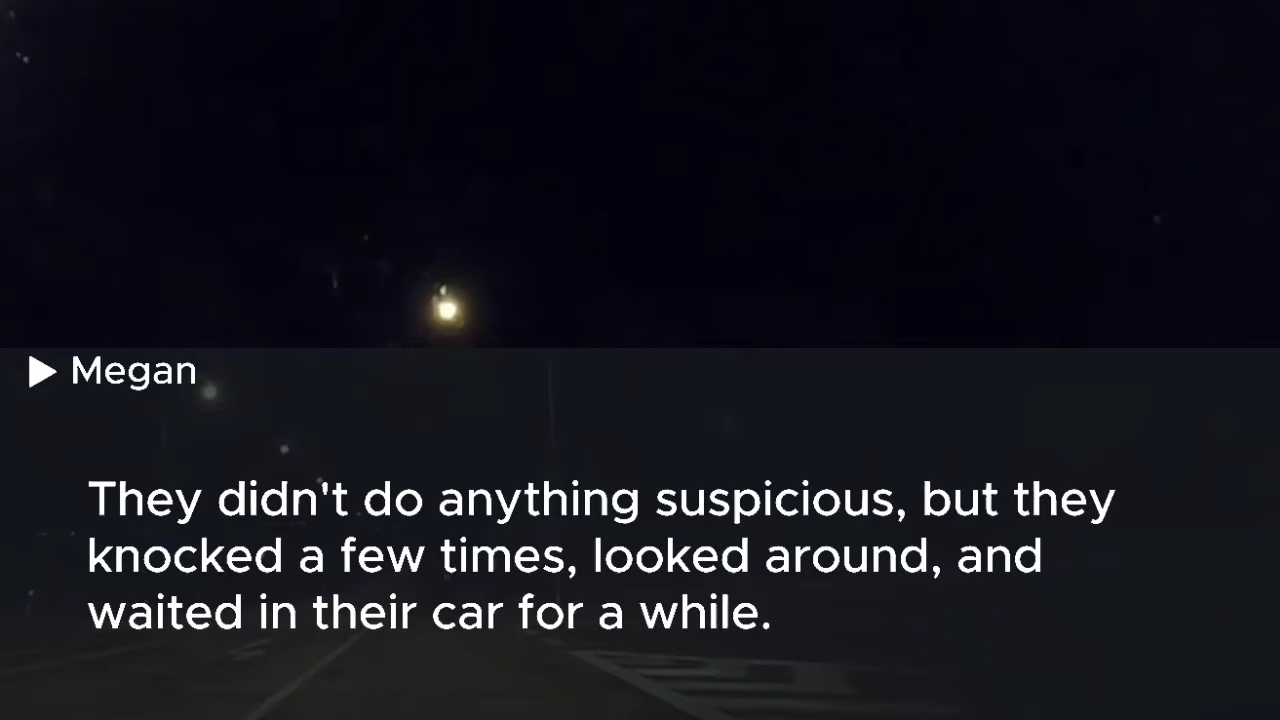 Megan
They didn't do anything suspicious, but they
knocked a few times, looked around, and
waited in their car for a while.